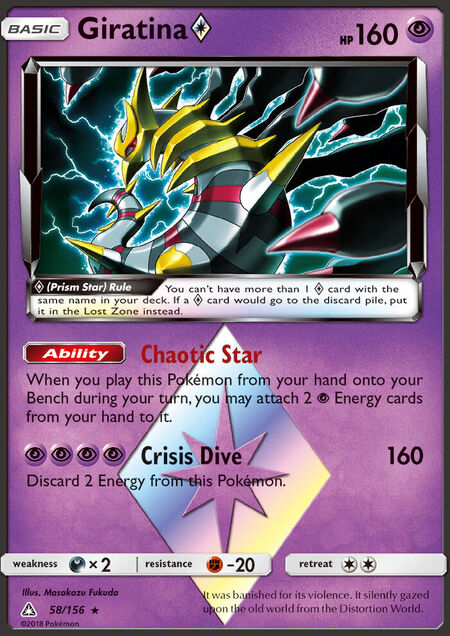 BASIC Giratina◇ HP 160
◇ (Prism Star) Rule You can't have more than 1 ◇ card with the
same name in your deck. If a ◇ card would go to the discard pile, put
it in the Lost Zone instead.
Ability Chaotic Star
When you play this Pokémon from your hand onto your
Bench during your turn, you may attach 2 Energy cards
from your hand to it.
Crisis Dive 160
Discard 2 Energy from this Pokémon.
weakness ×2 resistance -20 retreat
Illus. Masakazu Fukuda
58/156 ★
©2018 Pokémon
It was banished for its violence. It silently gazed
upon the old world from the Distortion World.